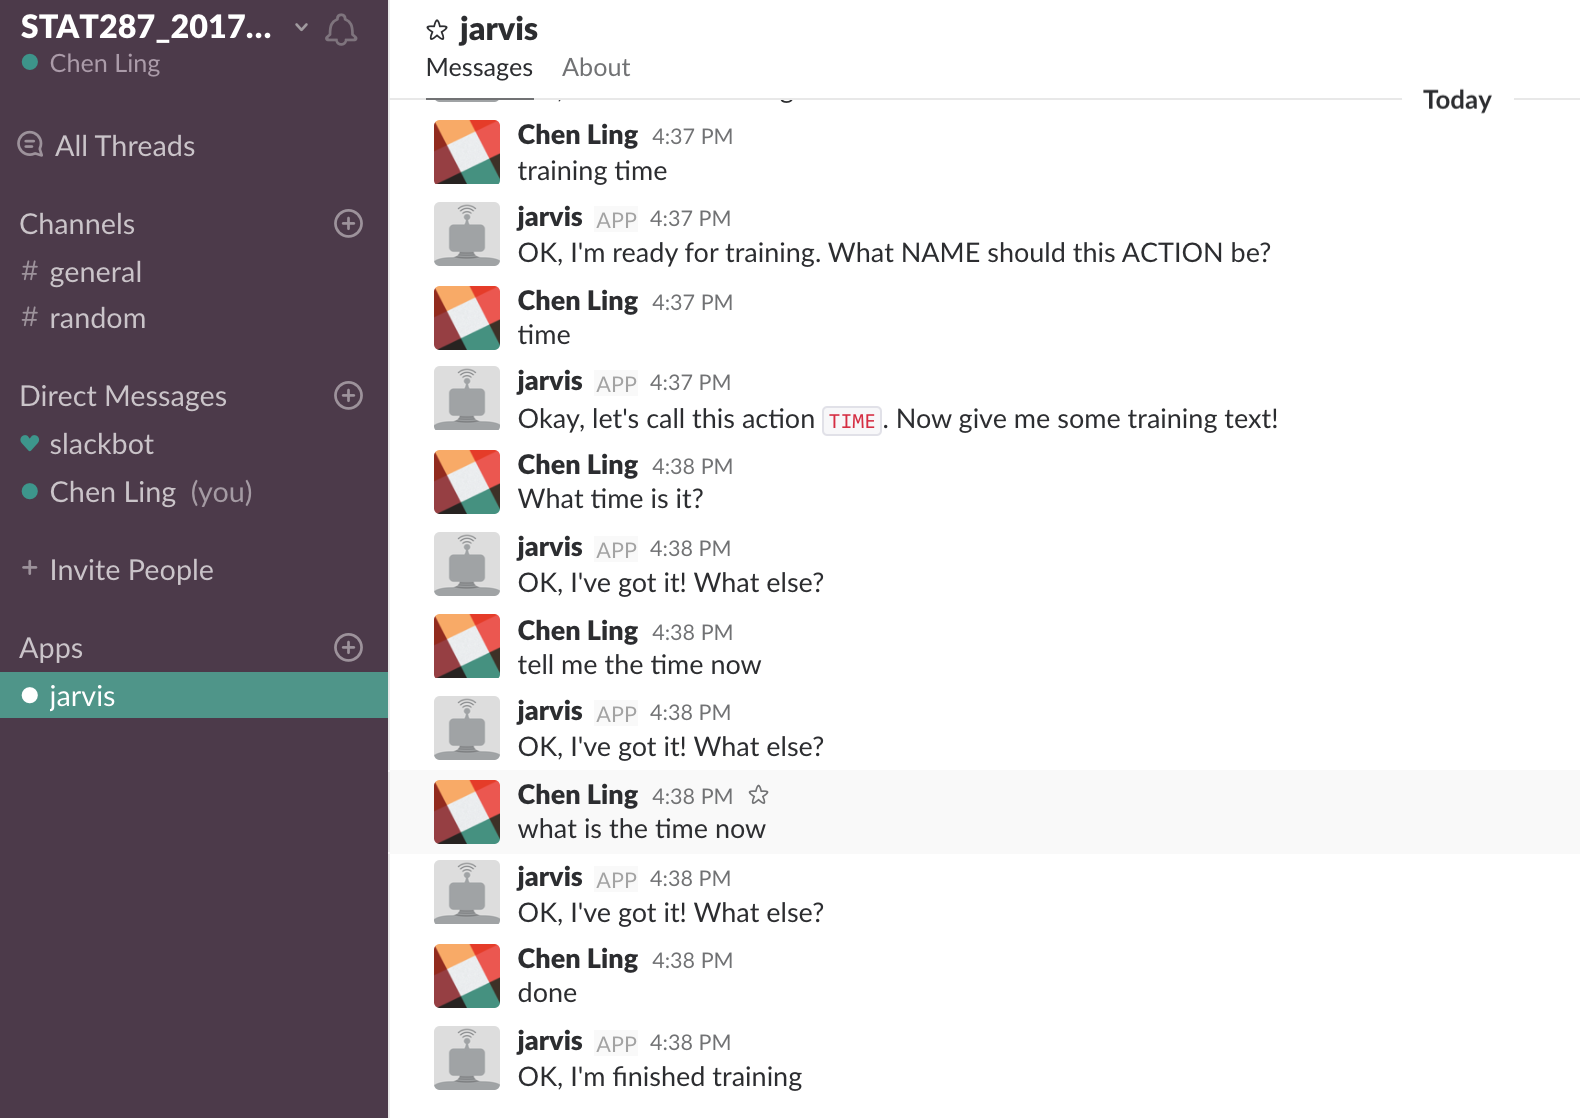 STAT287_2017...
Chen Ling
All Threads
Channels
# general
# random
Direct Messages
slackbot
Chen Ling (you)
+ Invite People
Apps
jarvis
jarvis
Messages About
Today
Chen Ling 4:37 PM
training time
jarvis APP 4:37 PM
OK, I'm ready for training. What NAME should this ACTION be?
Chen Ling 4:37 PM
time
jarvis APP 4:37 PM
Okay, let's call this action TIME. Now give me some training text!
Chen Ling 4:38 PM
What time is it?
jarvis APP 4:38 PM
OK, I've got it! What else?
Chen Ling 4:38 PM
tell me the time now
jarvis APP 4:38 PM
OK, I've got it! What else?
Chen Ling 4:38 PM
what is the time now
jarvis APP 4:38 PM
OK, I've got it! What else?
Chen Ling 4:38 PM
done
jarvis APP 4:38 PM
OK, I'm finished training